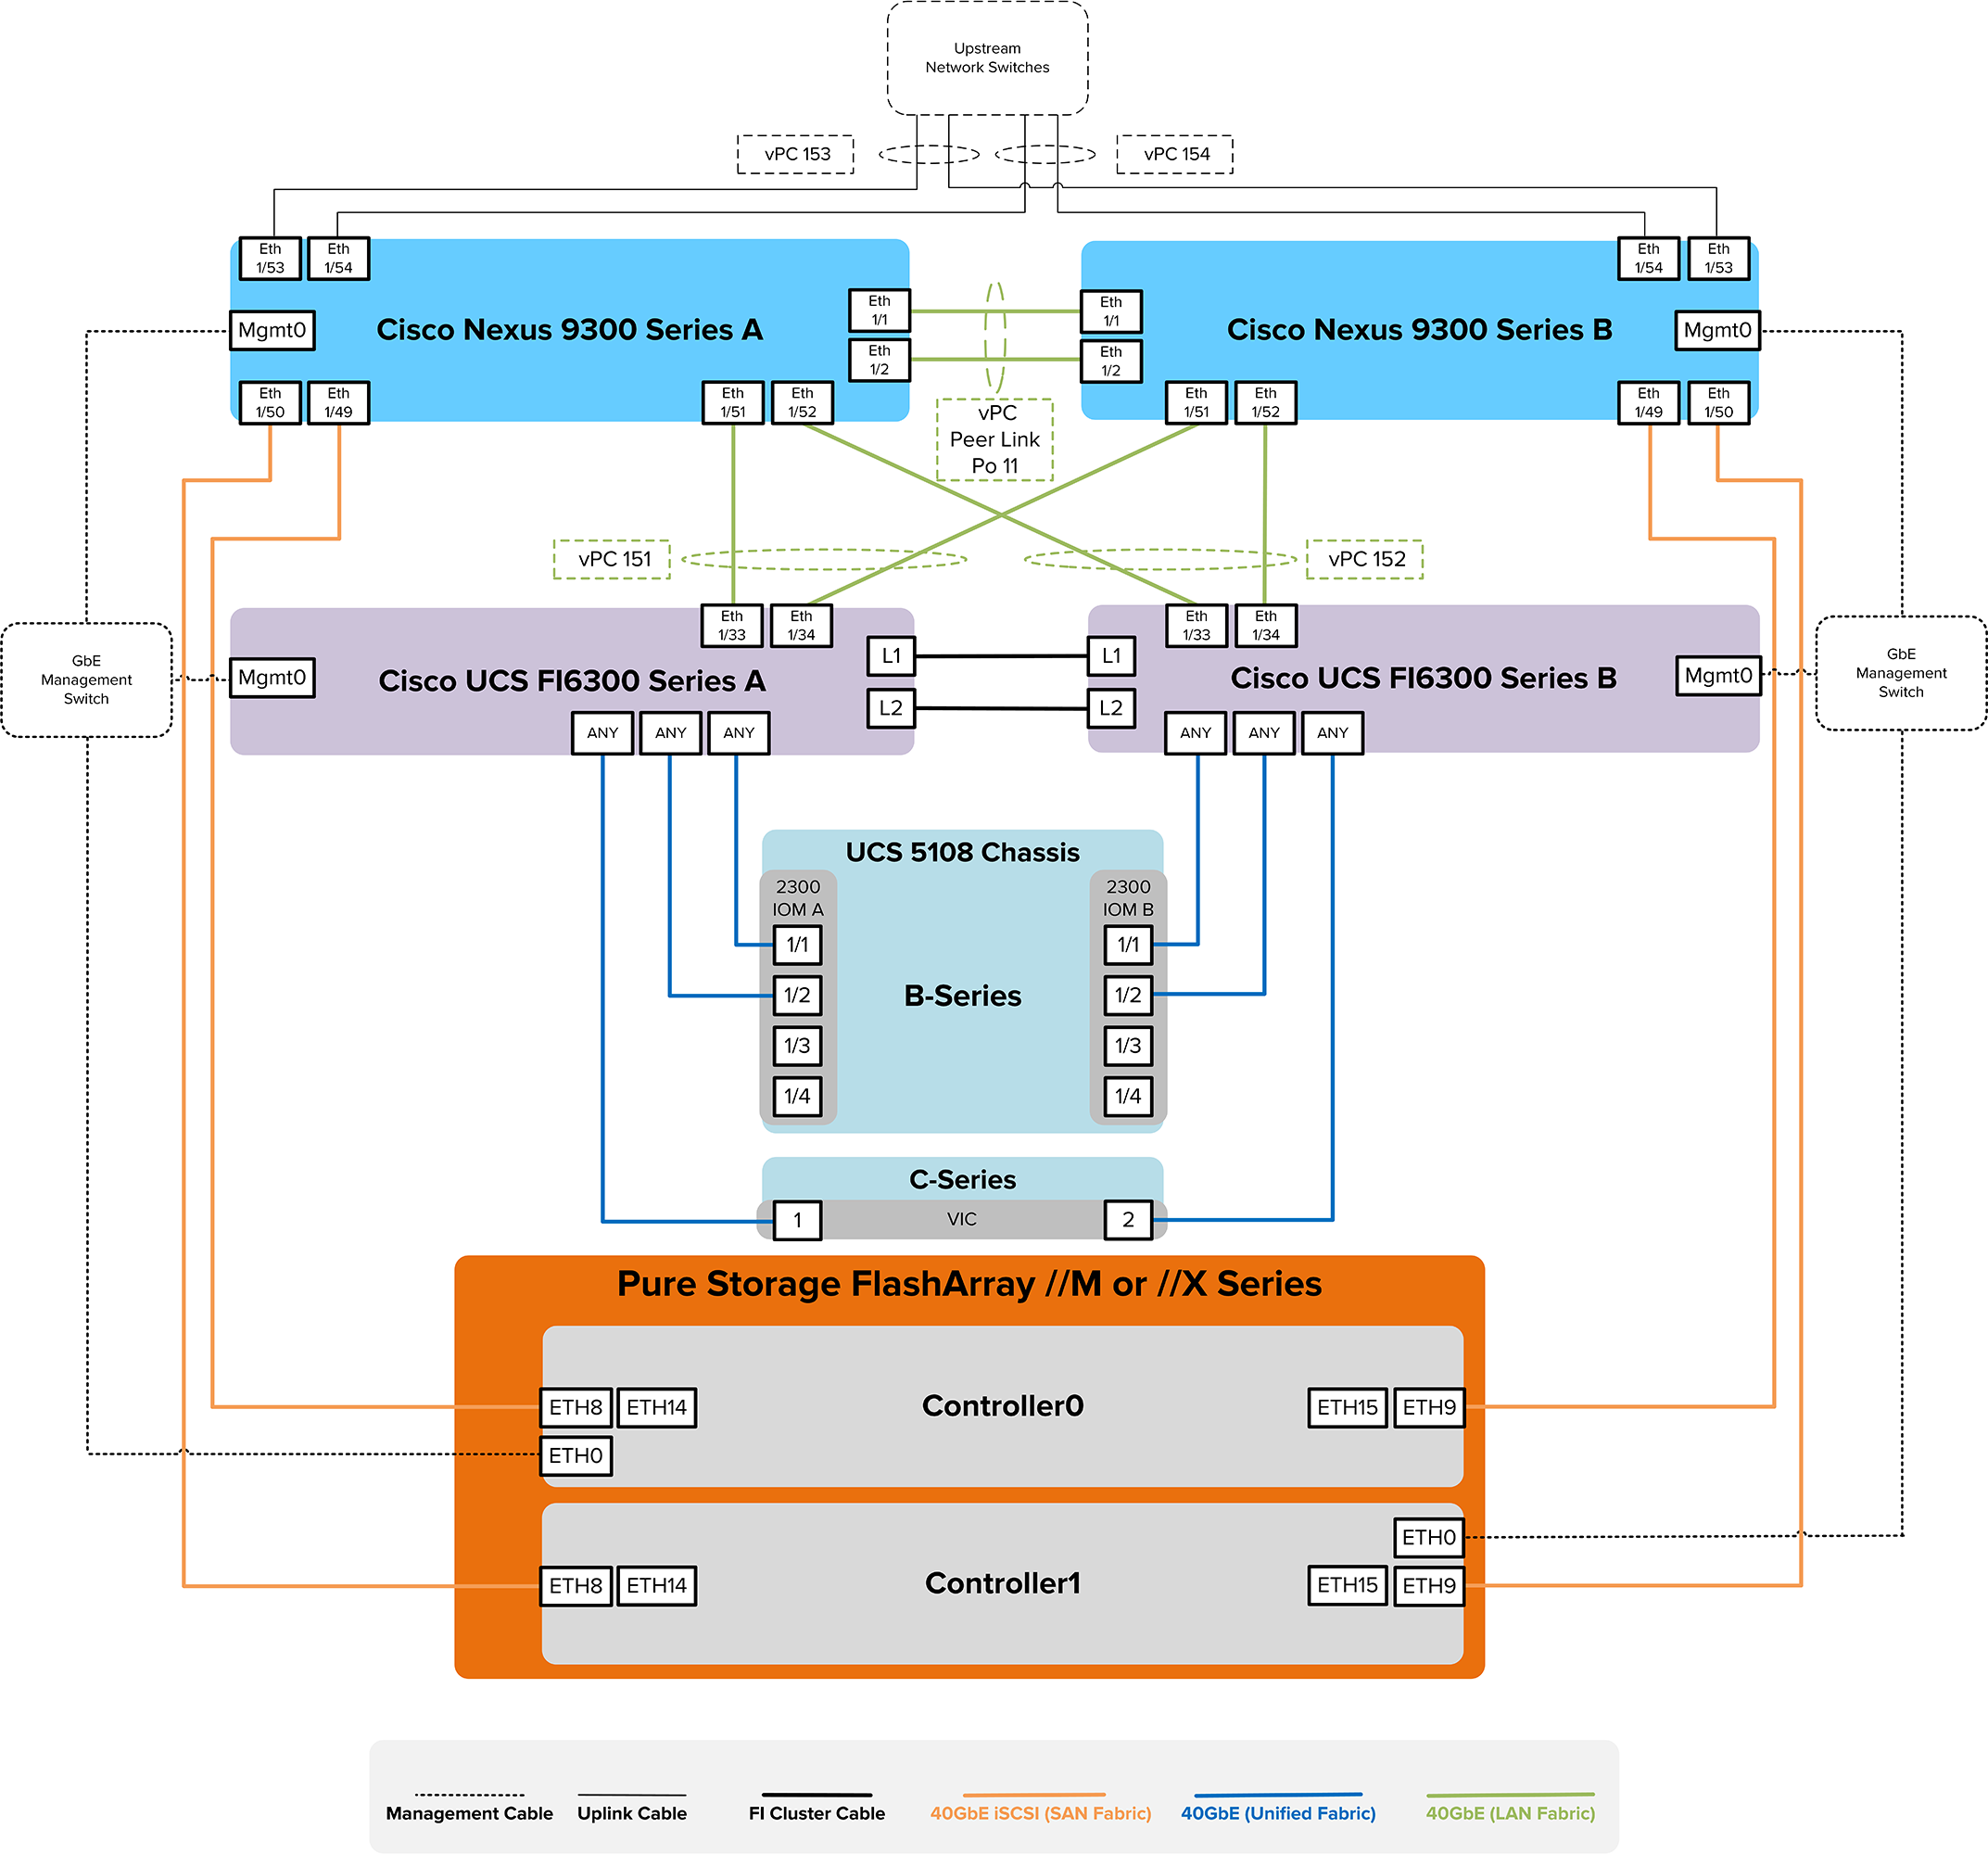 Upstream
Network Switches
vPC 153
vPC 154
Eth
1/53
Eth
1/54
Eth
1/54
Eth
1/53
Mgmt0
Cisco Nexus 9300 Series A
Eth
1/1
Eth
1/2
Eth
1/1
Eth
1/2
Cisco Nexus 9300 Series B
Mgmt0
Eth
1/50
Eth
1/49
Eth
1/51
Eth
1/52
vPC
Peer Link
Po 11
Eth
1/51
Eth
1/52
Eth
1/49
Eth
1/50
vPC 151
vPC 152
GbE
Management
Switch
Mgmt0
Cisco UCS FI6300 Series A
Eth
1/33
Eth
1/34
L1
L2
L1
L2
Eth
1/33
Eth
1/34
Cisco UCS FI6300 Series B
Mgmt0
GbE
Management
Switch
ANY
ANY
ANY
ANY
ANY
ANY
UCS 5108 Chassis
2300
IOM A
1/1
1/2
1/3
1/4
B-Series
2300
IOM B
1/1
1/2
1/3
1/4
C-Series
1
VIC
2
Pure Storage FlashArray //M or //X Series
ETH8
ETH14
Controller0
ETH15
ETH9
ETH0
ETH0
ETH8
ETH14
Controller1
ETH15
ETH9
Management Cable
Uplink Cable
FI Cluster Cable
40GbE iSCSI (SAN Fabric)
40GbE (Unified Fabric)
40GbE (LAN Fabric)